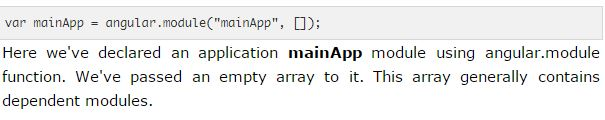 var mainApp = angular.module("mainApp", []);
Here we've declared an application mainApp module using angular.module
function. We've passed an empty array to it. This array generally contains
dependent modules.